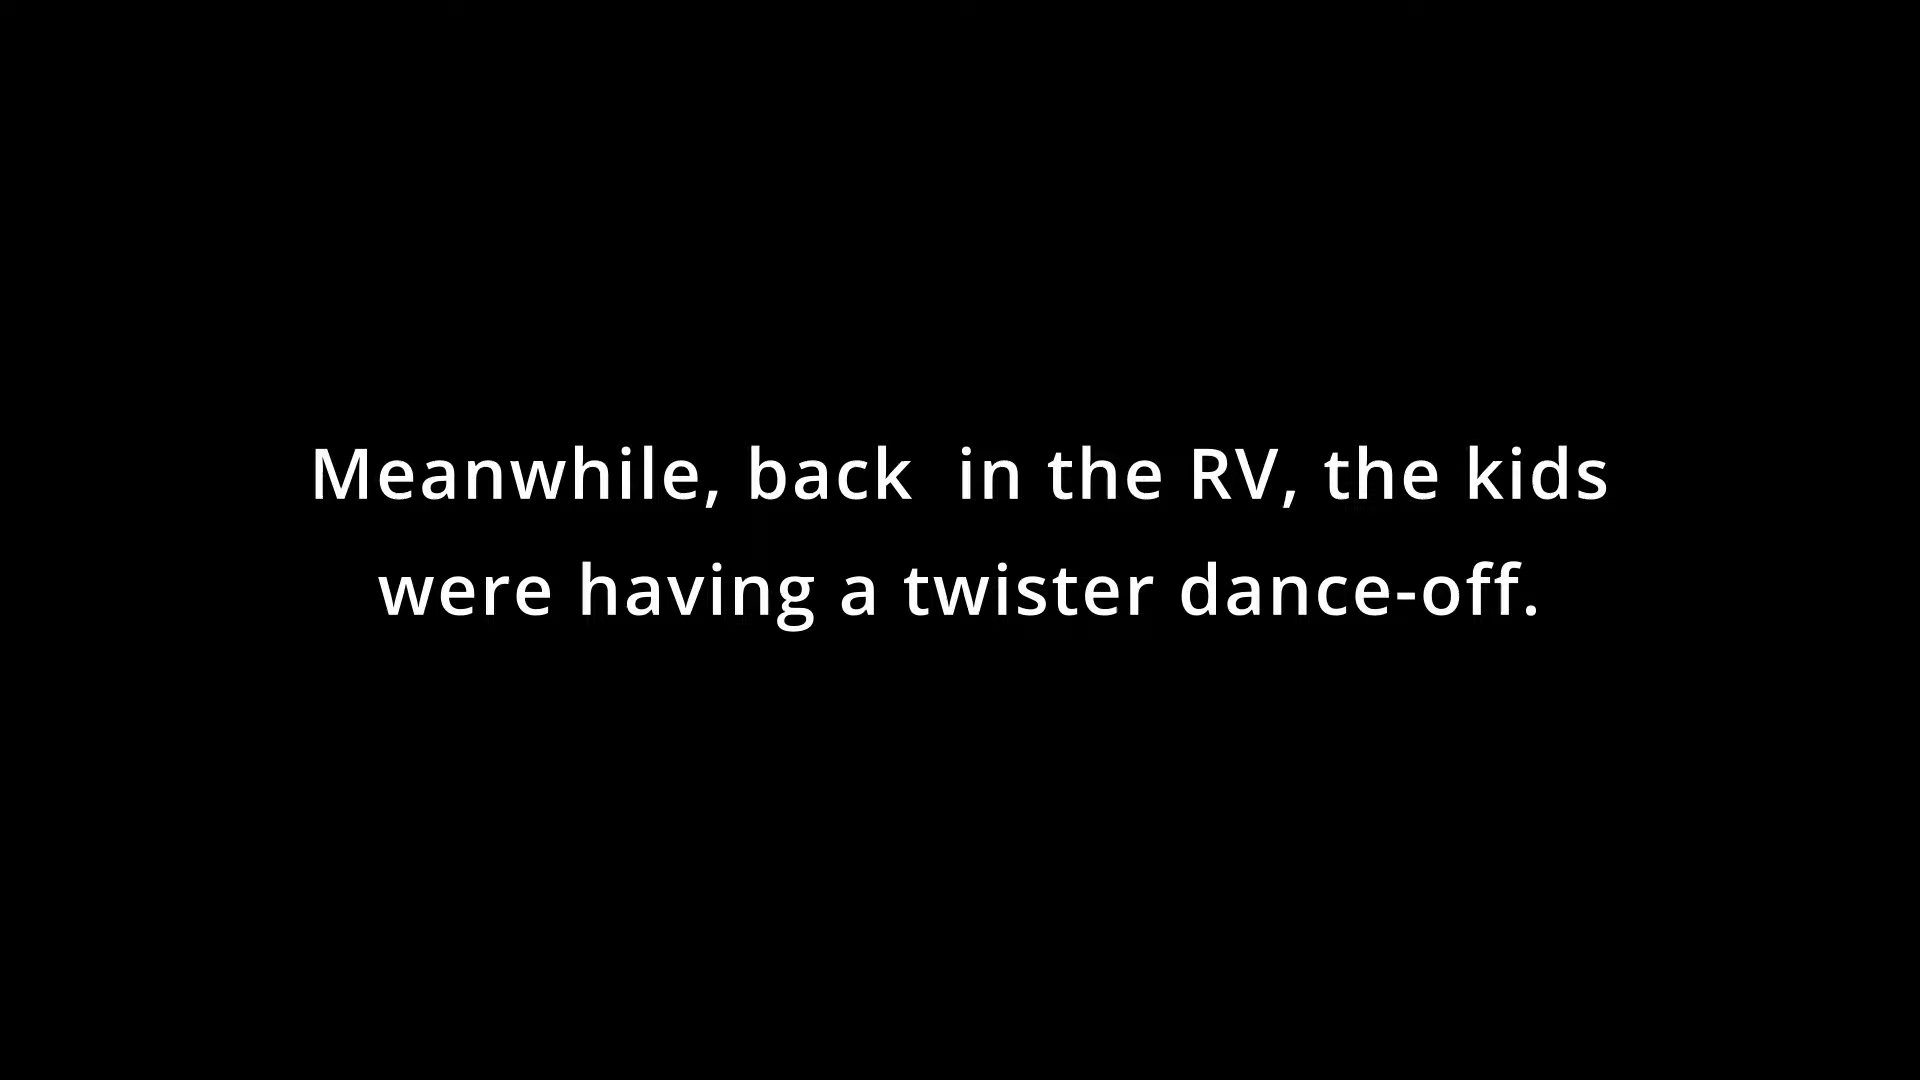 Meanwhile, back  in the RV, the kids
were having a twister dance-off.